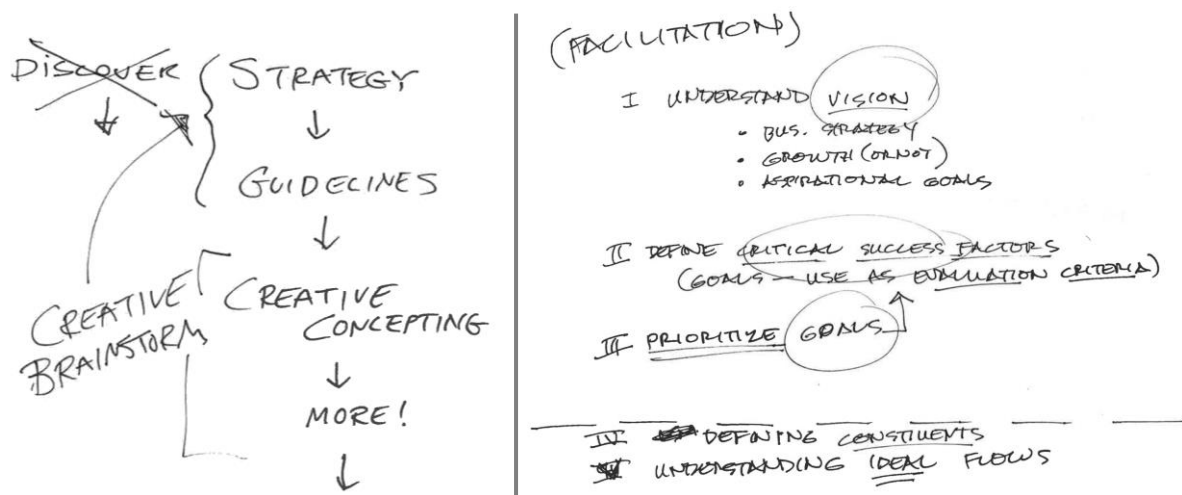 DISCOVER
STRATEGY
↓
↓
GUIDELINES
↓
CREATIVE
BRAINSTORM
CREATIVE
CONCEPTING
↓
MORE!
↓
(FACILITATION)
I UNDERSTAND VISION
• BUS. STRATEGY
• GROWTH (OR NOT)
• ASPIRATIONAL GOALS
II DEFINE CRITICAL SUCCESS FACTORS
(GOALS — USE AS EVALUATION CRITERIA)
III PRIORITIZE GOALS
IV DEFINING CONSTIUENTS
V UNDERSTANDING IDEAL FLOWS